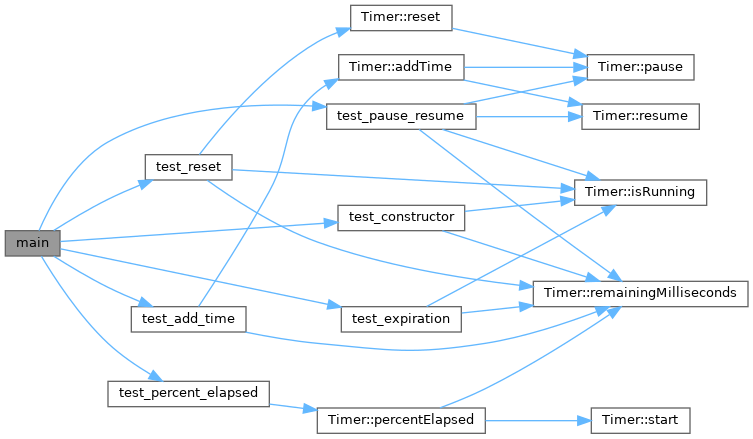 Timer::reset
Timer::addTime
Timer::pause
test_pause_resume
Timer::resume
test_reset
Timer::isRunning
test_constructor
main
Timer::remainingMilliseconds
test_add_time
test_expiration
test_percent_elapsed
Timer::percentElapsed
Timer::start